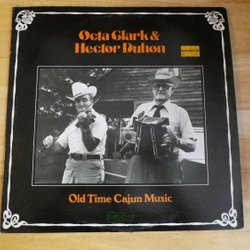 Octa Clark &
Hector Duhon
Old Time Cajun Music